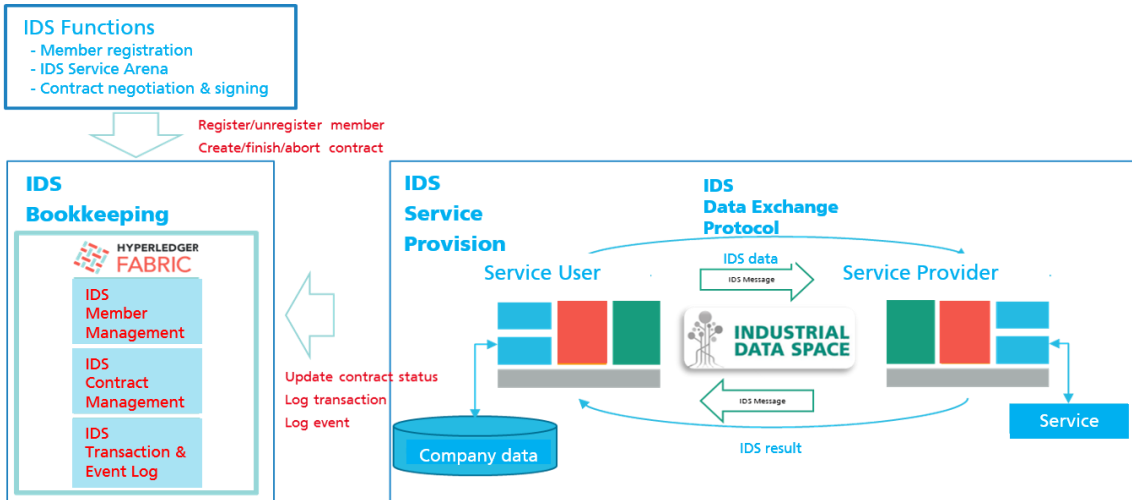 IDS Functions
- Member registration
- IDS Service Arena
- Contract negotiation & signing
Register/unregister member
Create/finish/abort contract
IDS
Bookkeeping
HYPERLEDGER
FABRIC
IDS
Member
Management
IDS
Contract
Management
IDS
Transaction &
Event Log
Update contract status
Log transaction
Log event
IDS
Service
Provision
IDS
Data Exchange
Protocol
IDS data
Service User
IDS Message
Service Provider
INDUSTRIAL
DATA SPACE
IDS Message
IDS result
Company data
Service